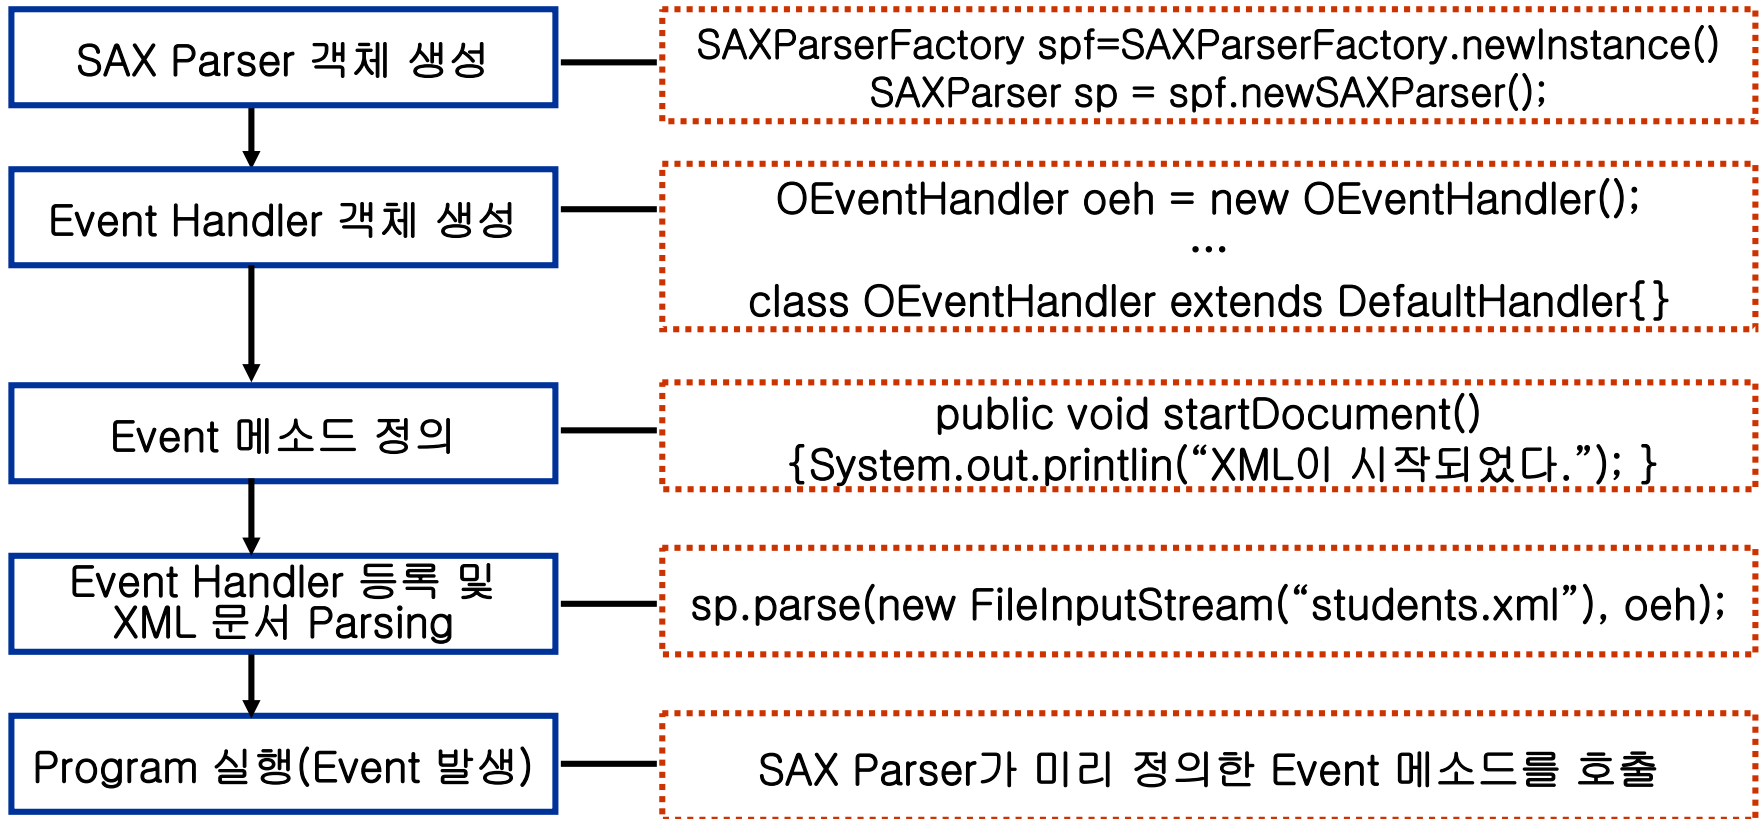 SAX Parser 객체 생성
SAXParserFactory spf=SAXParserFactory.newInstance()
SAXParser sp = spf.newSAXParser();
Event Handler 객체 생성
OEventHandler oeh = new OEventHandler();
...
class OEventHandler extends DefaultHandler{}
Event 메소드 정의
public void startDocument()
{System.out.printlin(“XML이 시작되었다.”); }
Event Handler 등록 및
XML 문서 Parsing
sp.parse(new FileInputStream(“students.xml”), oeh);
Program 실행(Event 발생)
SAX Parser가 미리 정의한 Event 메소드를 호출